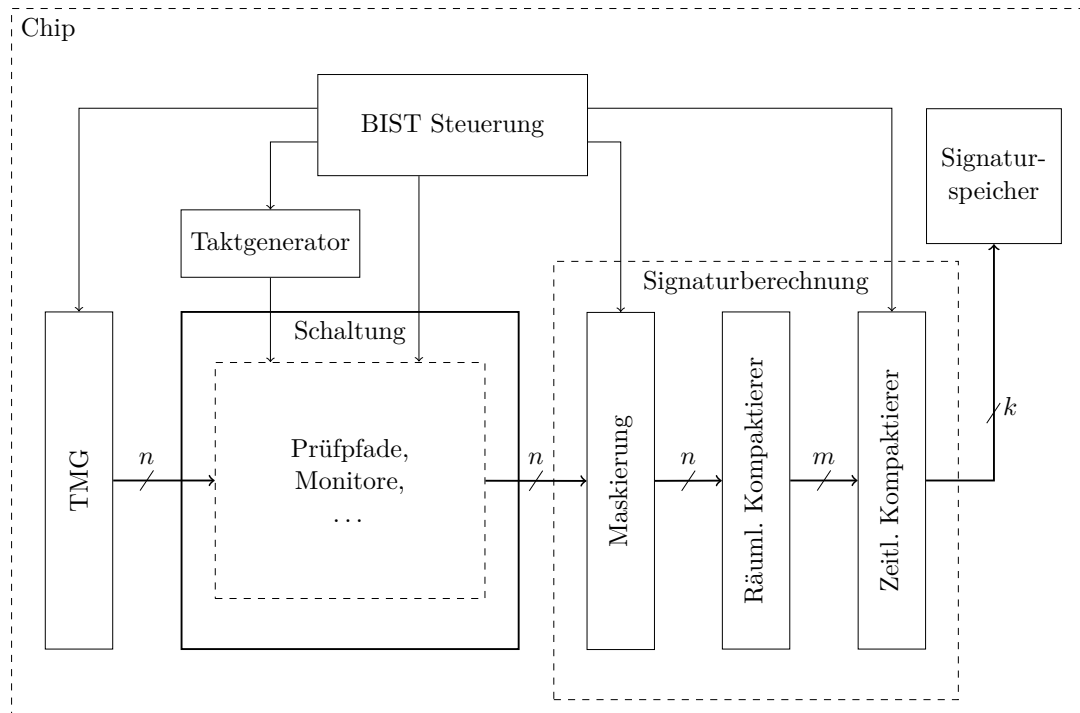 Chip
BIST Steuerung
Signatur-
speicher
Taktgenerator
Signaturberechnung
Schaltung
TMG
n
Prüfpfade,
Monitore,
...
n
Maskierung
n
Räuml. Kompaktierer
m
Zeitl. Kompaktierer
k